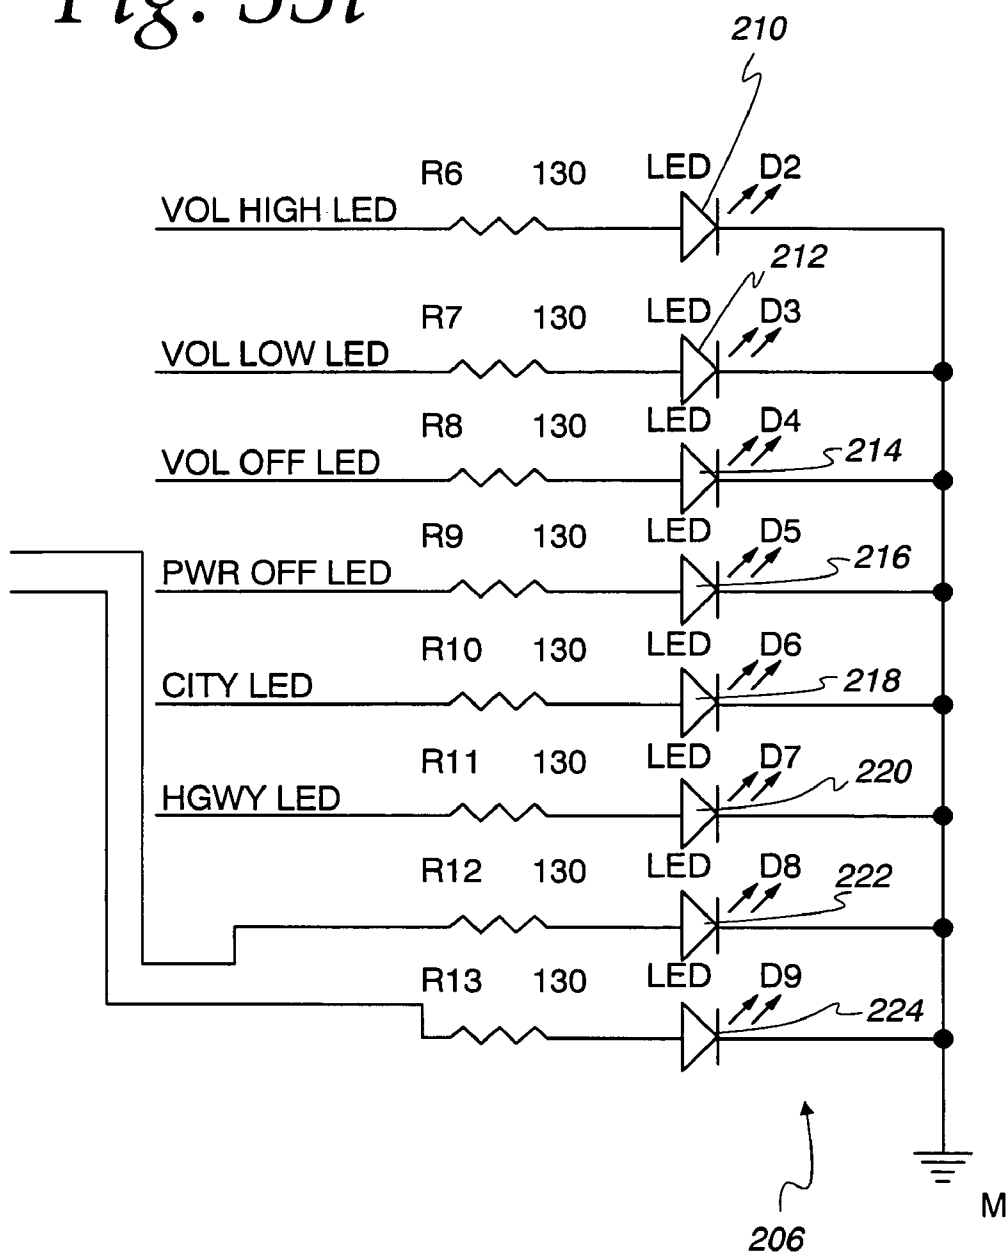 Fig. 33i
210
R6 130 LED D2
VOL HIGH LED
212
R7 130 LED D3
VOL LOW LED
R8 130 LED D4
VOL OFF LED
214
R9 130 LED D5
PWR OFF LED
216
R10 130 LED D6
CITY LED
218
R11 130 LED D7
HGWY LED
220
R12 130 LED D8
222
R13 130 LED D9
224
M
206